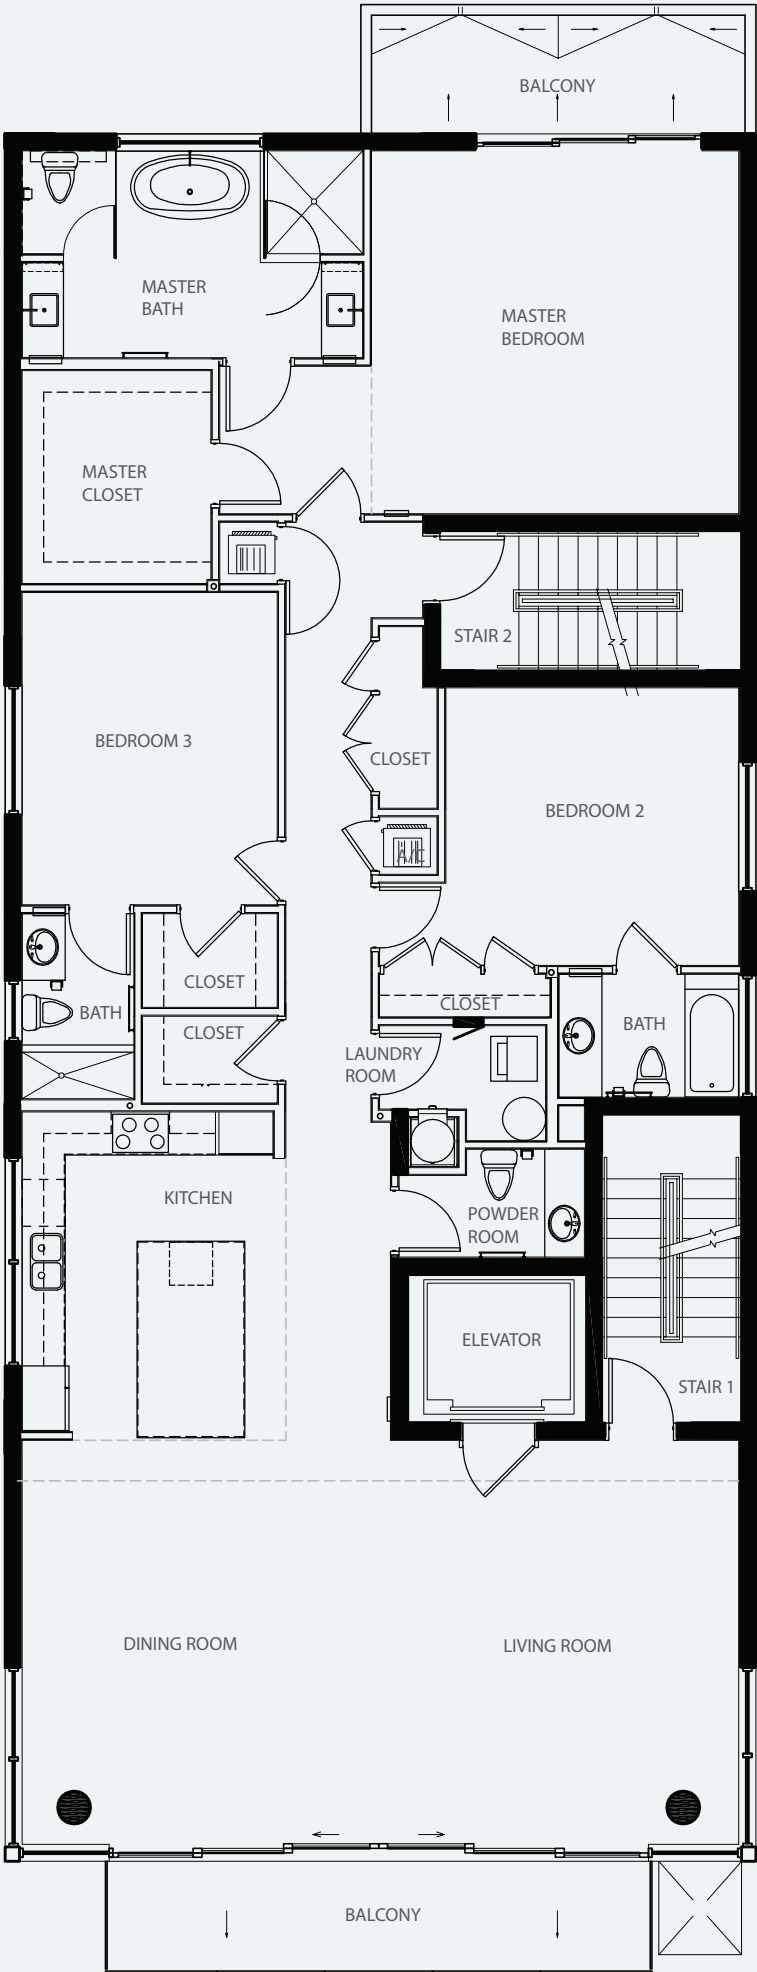 BALCONY
MASTER
BATH
MASTER
BEDROOM
MASTER
CLOSET
STAIR 2
BEDROOM 3
CLOSET
BEDROOM 2
A/C
CLOSET
CLOSET
BATH
CLOSET
BATH
LAUNDRY
ROOM
KITCHEN
POWDER
ROOM
ELEVATOR
STAIR 1
DINING ROOM
LIVING ROOM
BALCONY